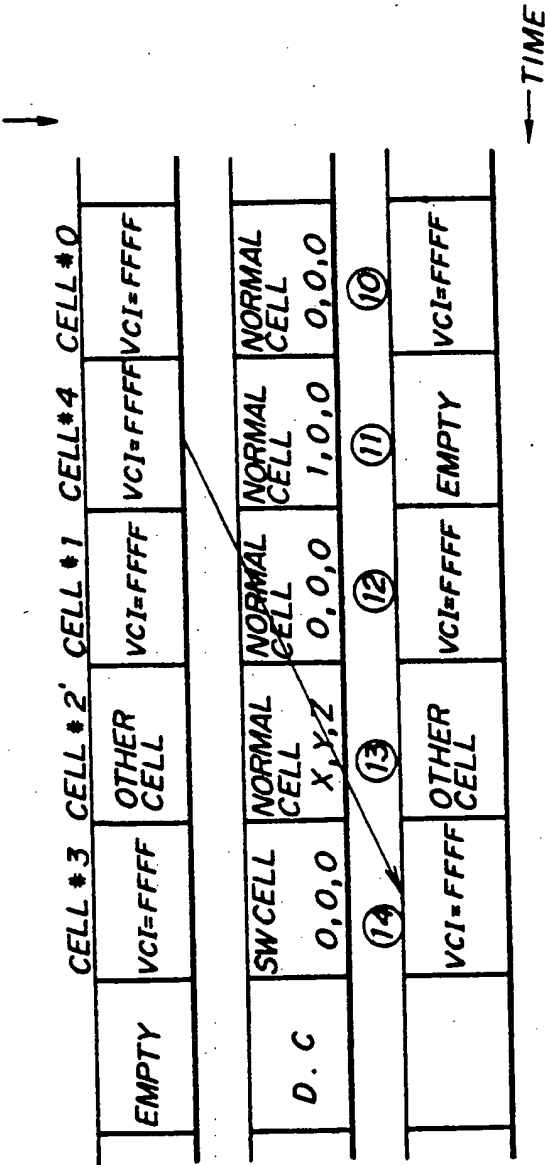 CELL#3 CELL#2' CELL#1 CELL#4 CELL#0
EMPTY
VCI=FFFF
OTHER
CELL
VCI=FFFF
VCI=FFFF
VCI=FFFF
D.C
SW CELL
0,0,0
NORMAL
CELL
X,Y,Z
NORMAL
CELL
0,0,0
NORMAL
CELL
1,0,0
NORMAL
CELL
0,0,0
⑭ ⑬ ⑫ ⑪ ⑩
VCI=FFFF
OTHER
CELL
VCI=FFFF
EMPTY
VCI=FFFF
TIME